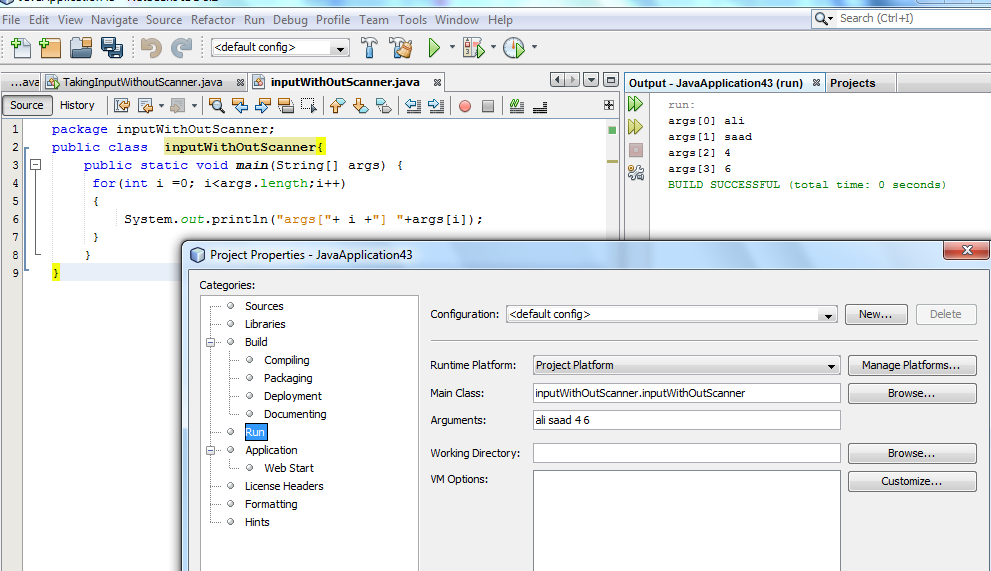 File Edit View Navigate Source Refactor Run Debug Profile Team Tools Window Help
Search (Ctrl+I)
<default config>
...ava TakingInputWithoutScanner.java inputWithOutScanner.java
Source History
1 package inputWithOutScanner;
2 public class inputWithOutScanner{
3 public static void main(String[] args) {
4 for(int i =0; i<args.length;i++)
5 {
6 System.out.println("args["+ i +"] "+args[i]);
7 }
8 }
9 }
Output - JavaApplication43 (run) Projects
run:
args[0] ali
args[1] saad
args[2] 4
args[3] 6
BUILD SUCCESSFUL (total time: 0 seconds)
Project Properties - JavaApplication43
Categories:
Sources
Libraries
Build
Compiling
Packaging
Deployment
Documenting
Run
Application
Web Start
License Headers
Formatting
Hints
Configuration: <default config> New... Delete
Runtime Platform: Project Platform Manage Platforms...
Main Class: inputWithOutScanner.inputWithOutScanner Browse...
Arguments: ali saad 4 6
Working Directory: Browse...
VM Options: Customize...